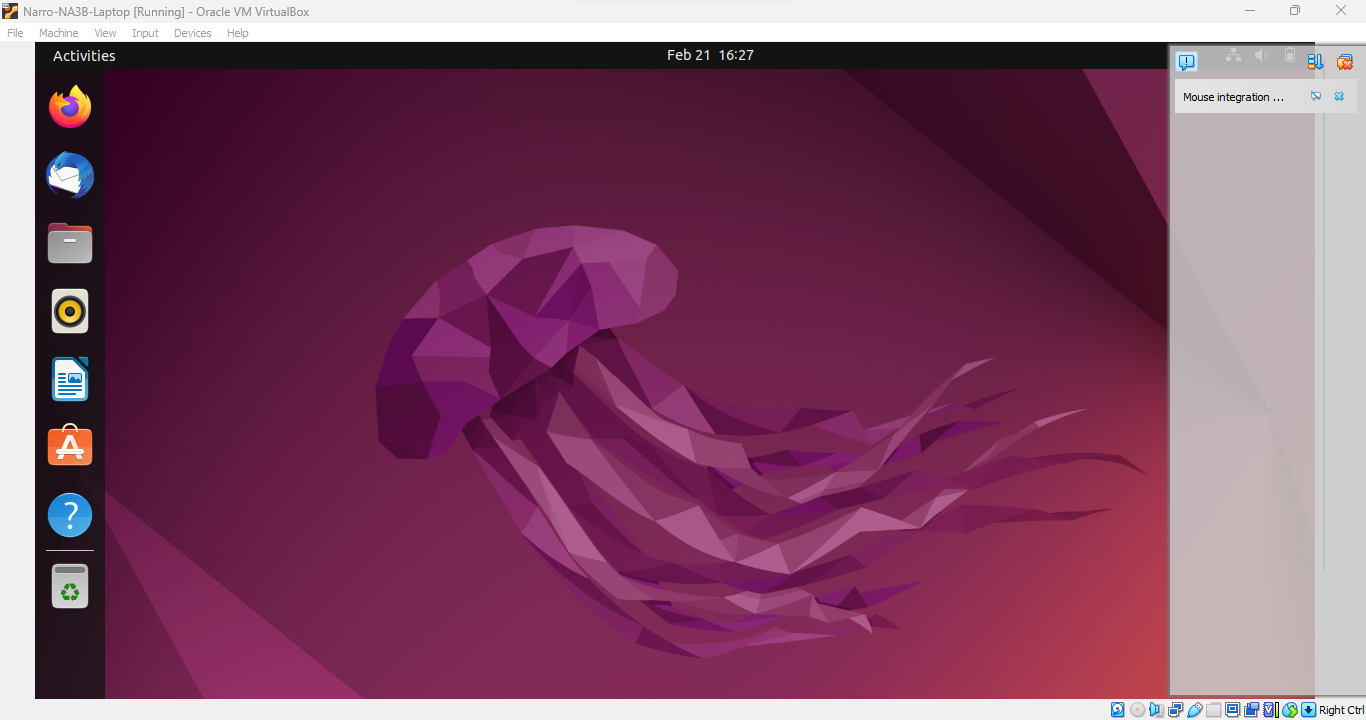 Narro-NA3B-Laptop [Running] - Oracle VM VirtualBox
File Machine View Input Devices Help
Activities
Feb 21 16:27
Mouse integration ...
Right Ctrl